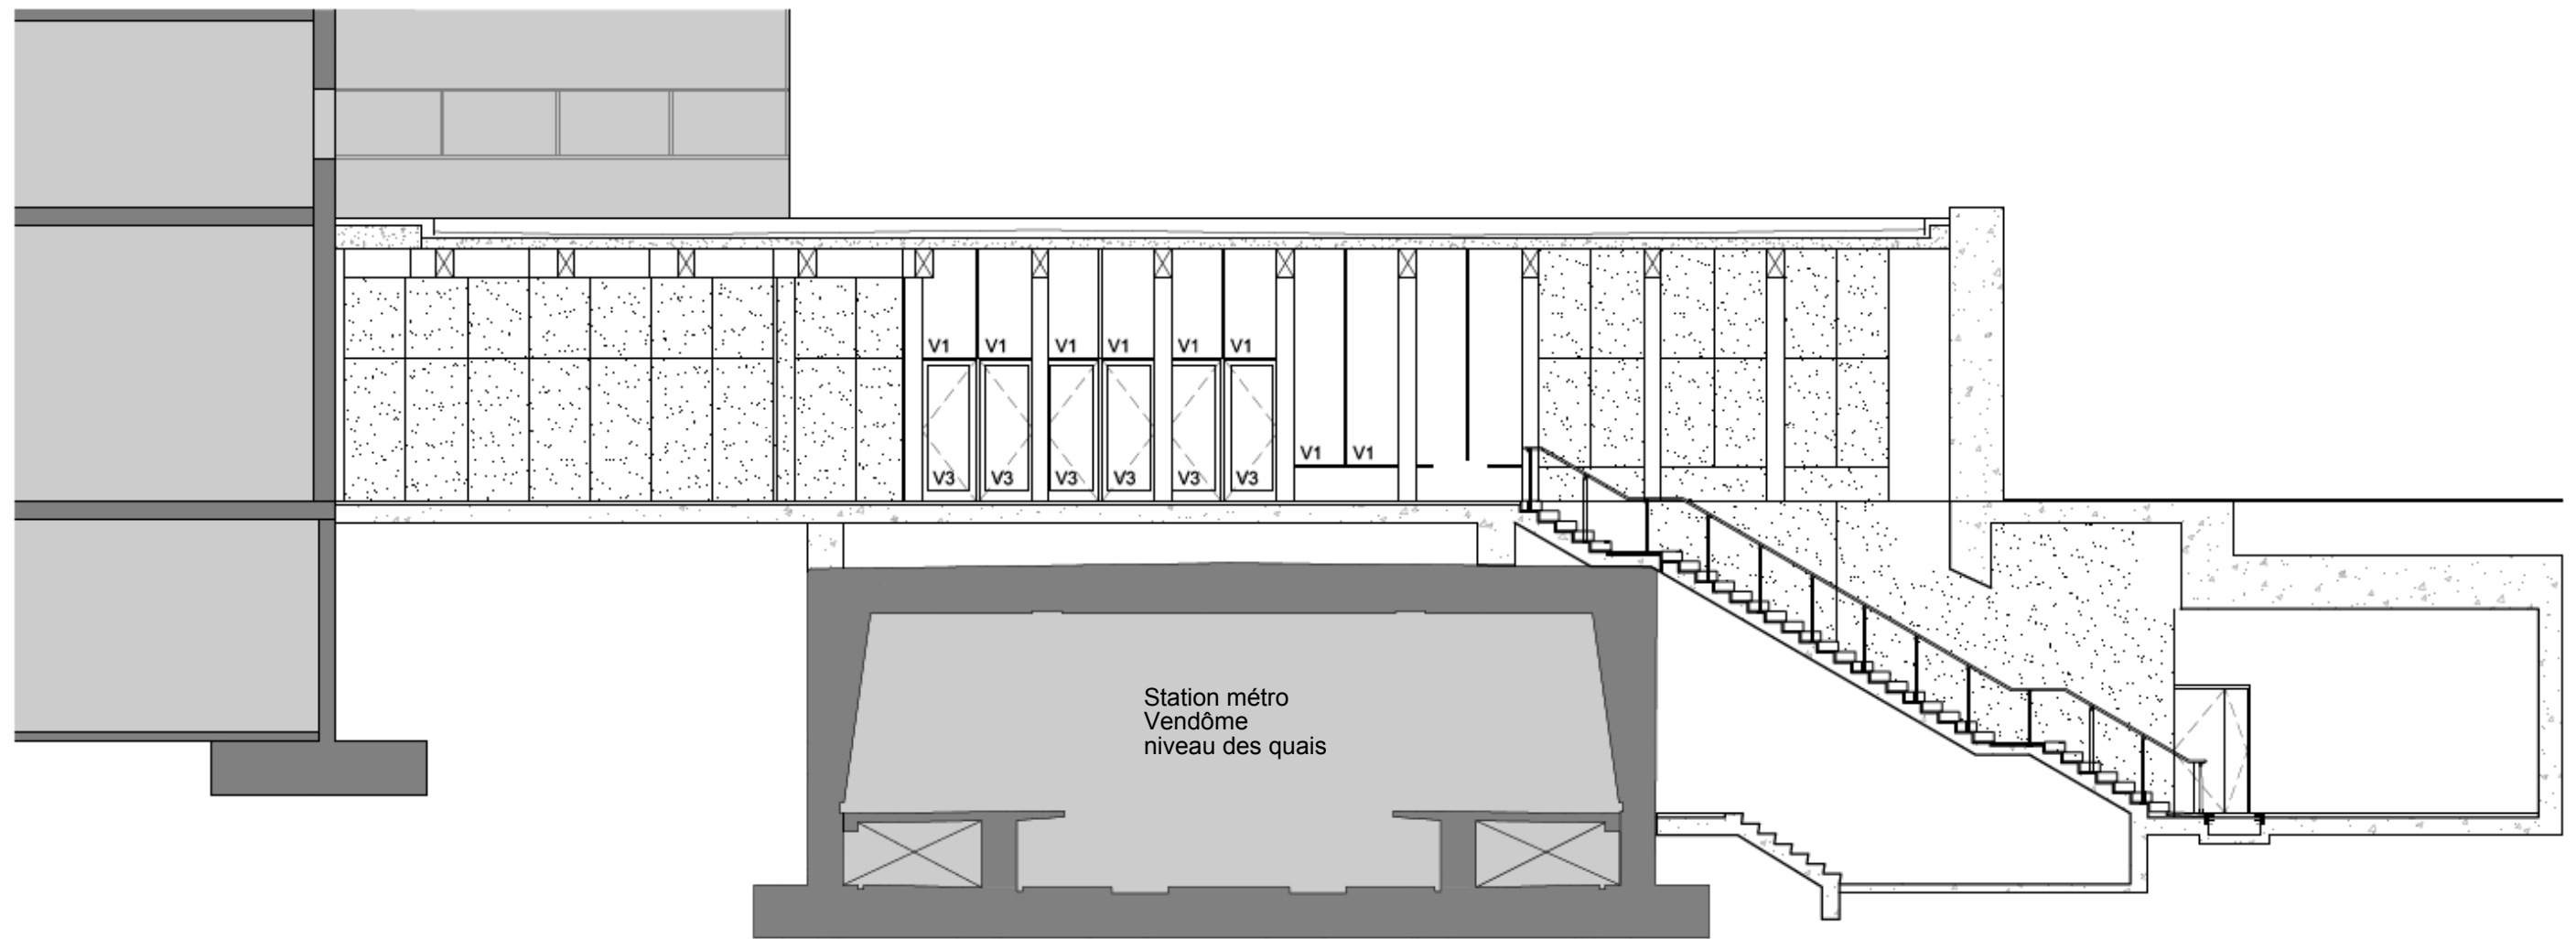 V1 V1 V1 V1 V1 V1
V1 V1
V3 V3 V3 V3 V3 V3
Station métro
Vendôme
niveau des quais